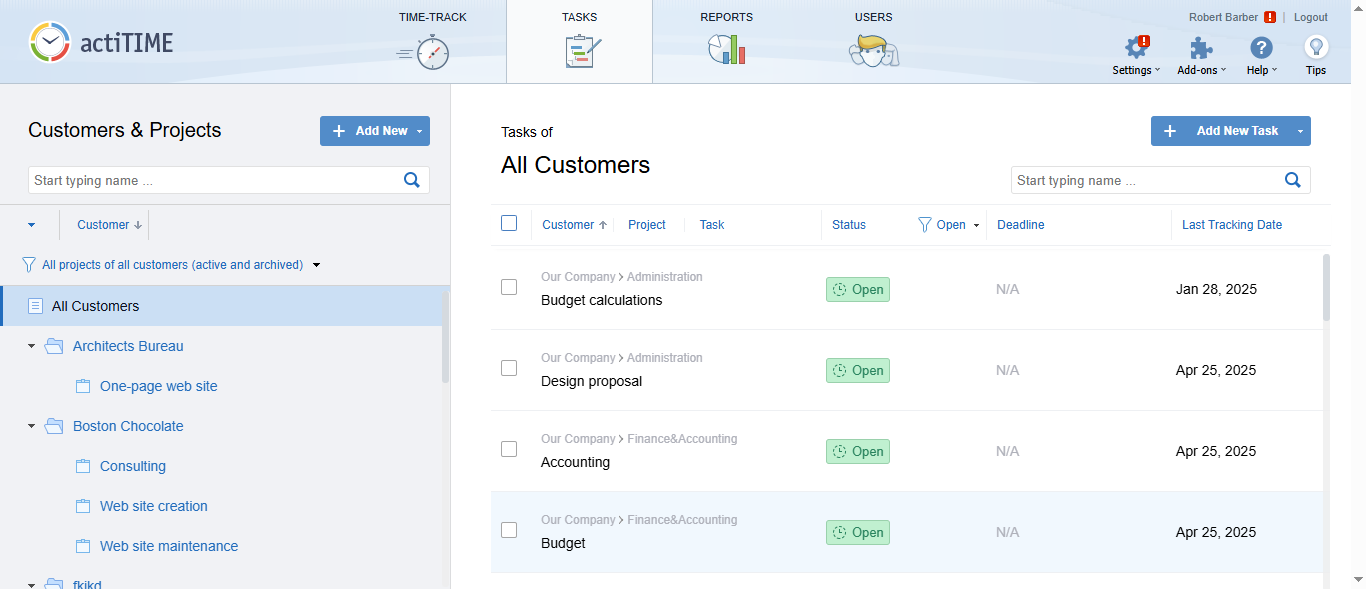 actiTIME
TIME-TRACK
TASKS
REPORTS
USERS
Robert Barber ! | Logout
Settings
Add-ons
Help
Tips
Customers & Projects
+ Add New
Start typing name ...
Customer ↓
All projects of all customers (active and archived)
All Customers
Architects Bureau
One-page web site
Boston Chocolate
Consulting
Web site creation
Web site maintenance
fkikd
Tasks of
All Customers
+ Add New Task
Start typing name ...
Customer ↑ Project Task Status Open Deadline Last Tracking Date
Our Company > Administration
Budget calculations Open N/A Jan 28, 2025
Our Company > Administration
Design proposal Open N/A Apr 25, 2025
Our Company > Finance&Accounting
Accounting Open N/A Apr 25, 2025
Our Company > Finance&Accounting
Budget Open N/A Apr 25, 2025